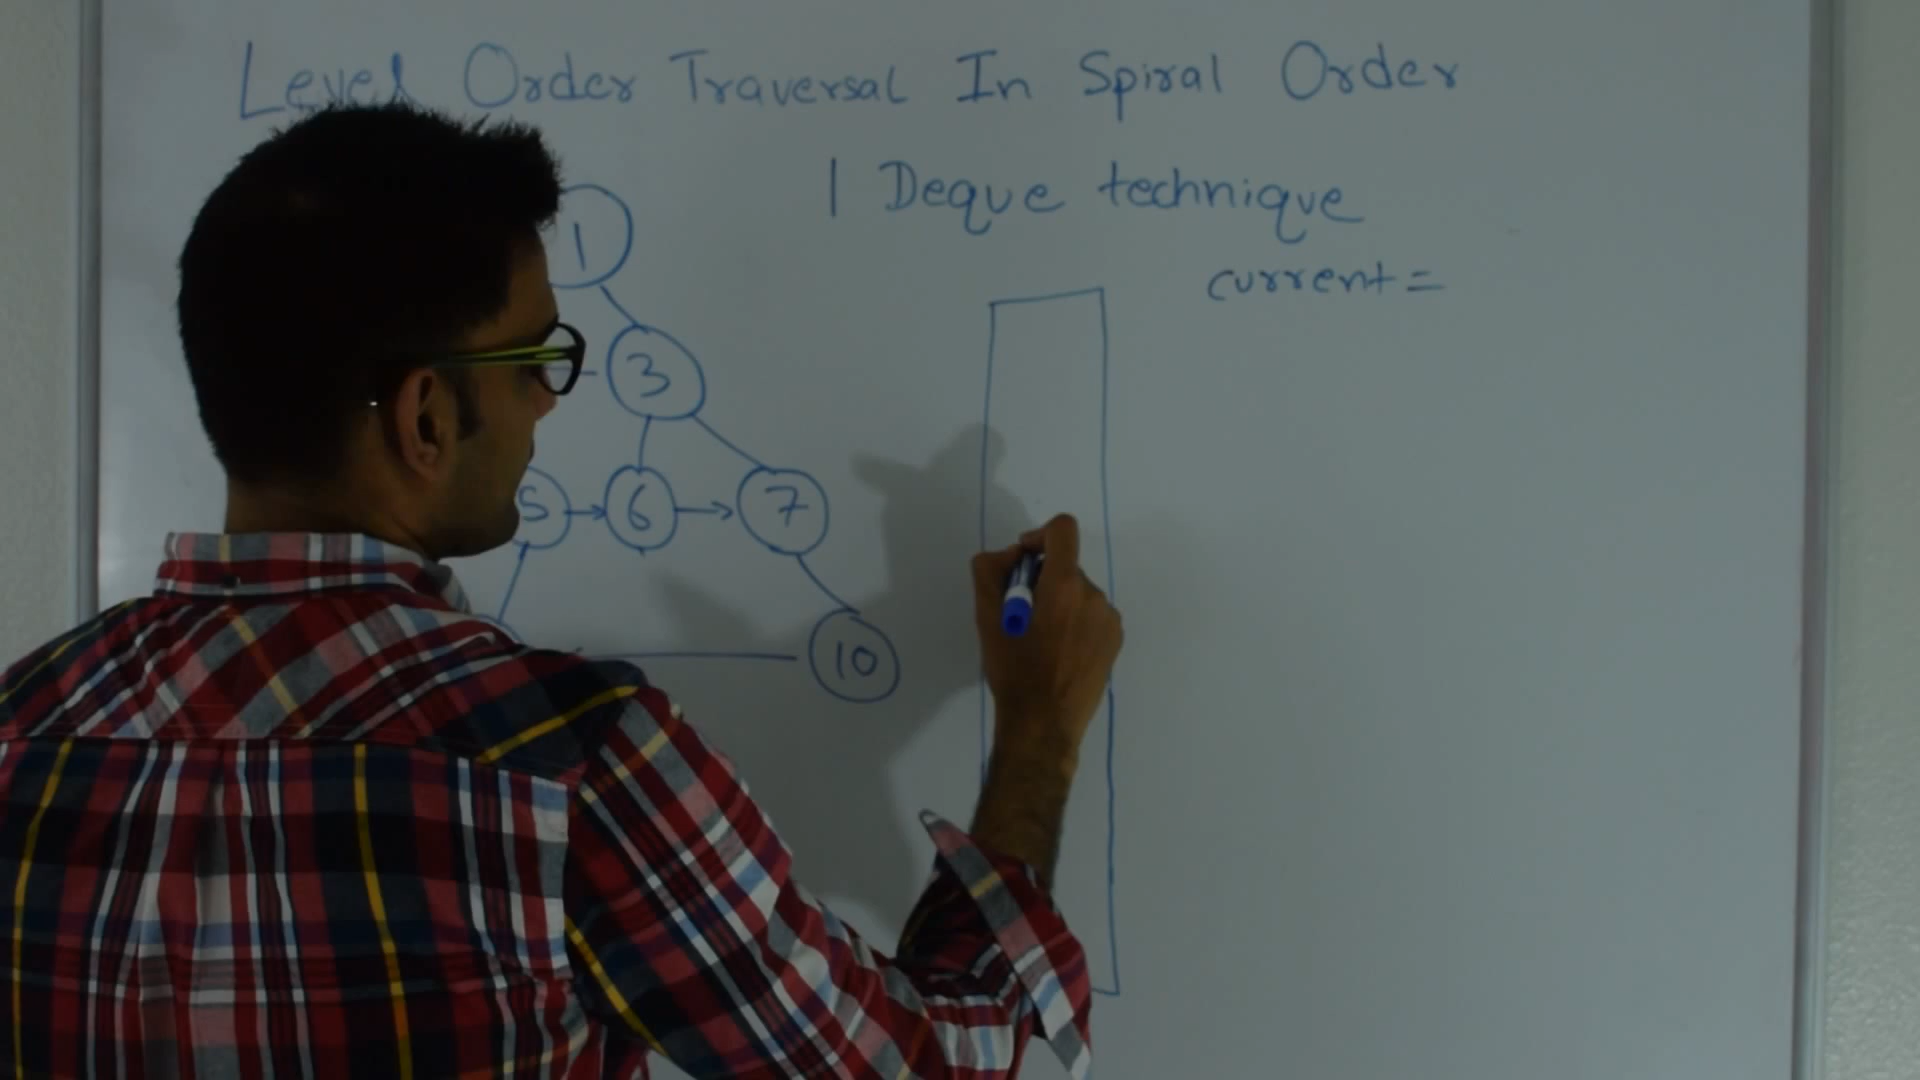 Level Order Traversal In Spiral Order
1 Deque technique
current =
1
3
5 6 7
10